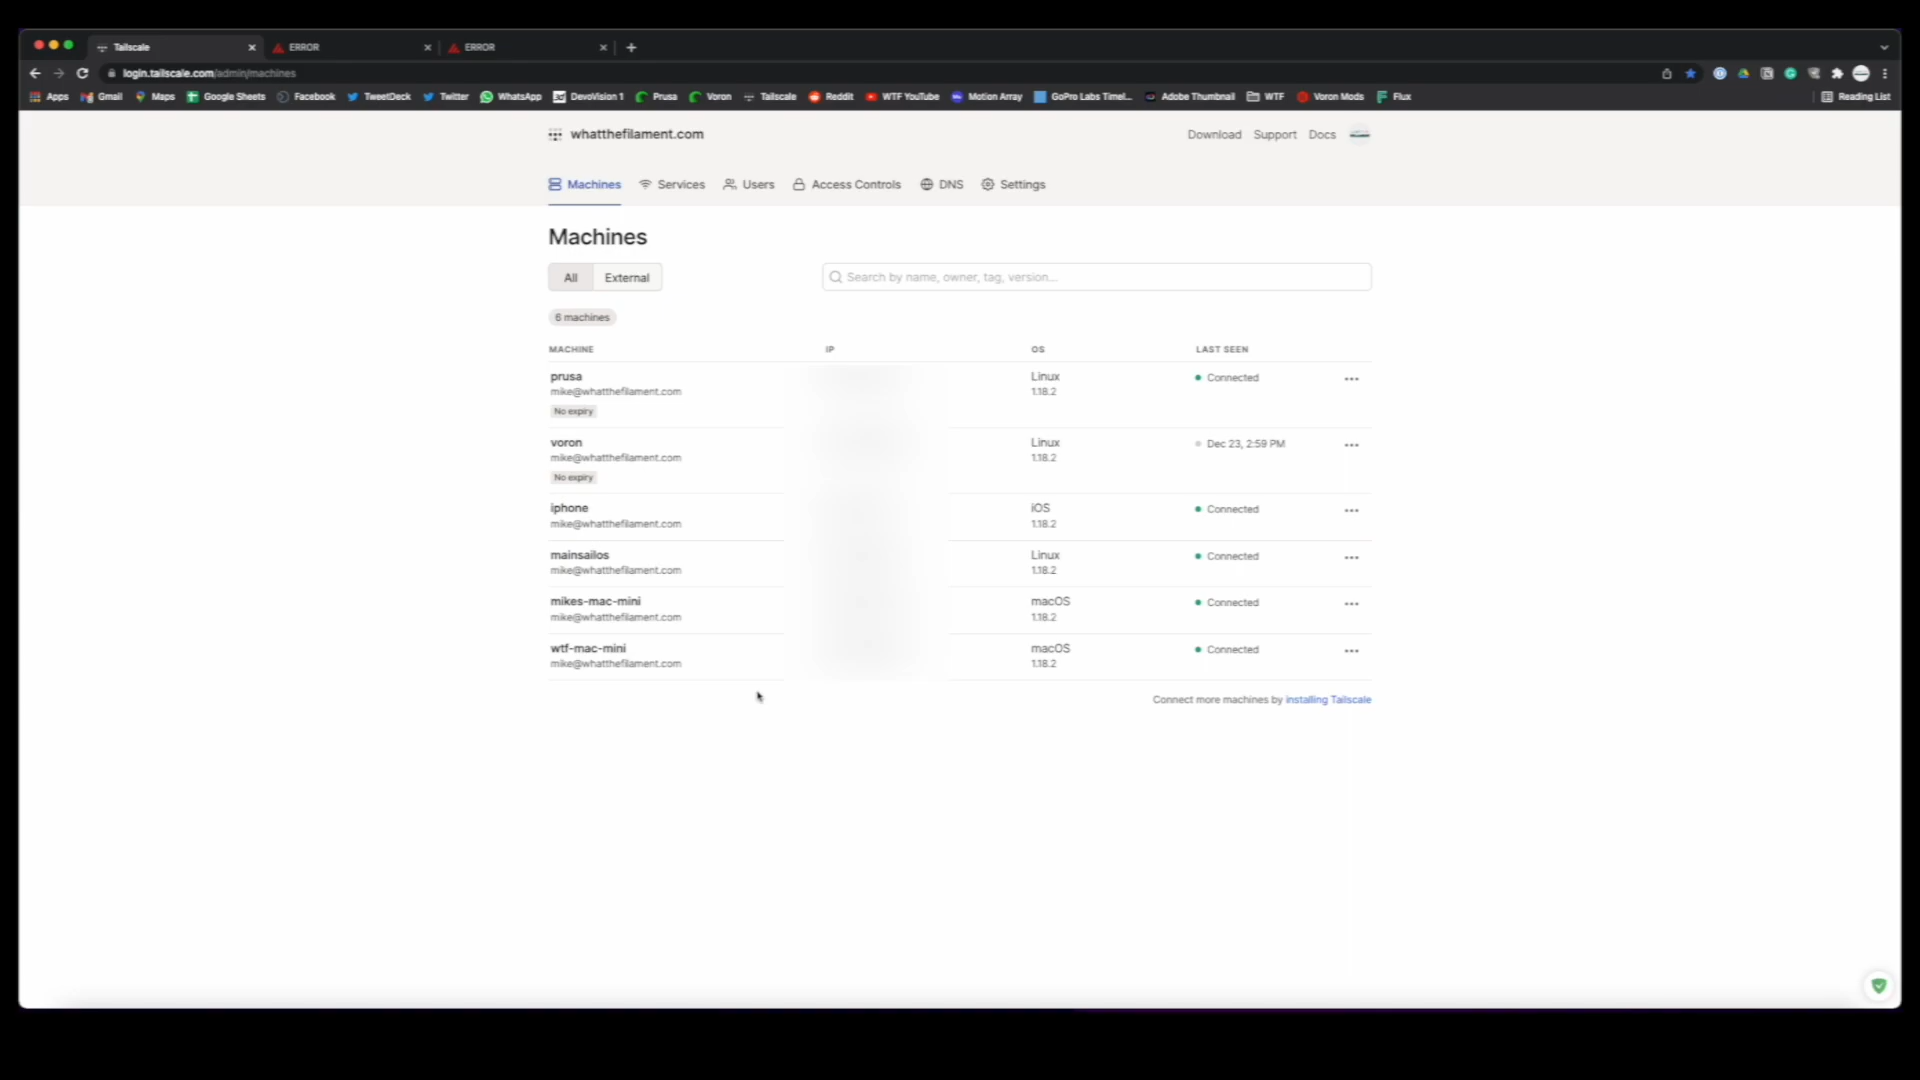 Tailscale
ERROR
ERROR
login.tailscale.com/admin/machines
Apps Gmail Maps Google Sheets Facebook TweetDeck Twitter WhatsApp DevoVision 1 Prusa Voron Tailscale Reddit WTF YouTube Motion Array GoPro Labs Timel... Adobe Thumbnail WTF Voron Mods Flux Reading List
whatthefilament.com
Download Support Docs
Machines Services Users Access Controls DNS Settings
Machines
All External
Search by name, owner, tag, version...
6 machines
MACHINE IP OS LAST SEEN
prusa Linux Connected
mike@whatthefilament.com 1.18.2
No expiry
voron Linux Dec 23, 2:59 PM
mike@whatthefilament.com 1.18.2
No expiry
iphone iOS Connected
mike@whatthefilament.com 1.18.2
mainsailos Linux Connected
mike@whatthefilament.com 1.18.2
mikes-mac-mini macOS Connected
mike@whatthefilament.com 1.18.2
wtf-mac-mini macOS Connected
mike@whatthefilament.com 1.18.2
Connect more machines by installing Tailscale